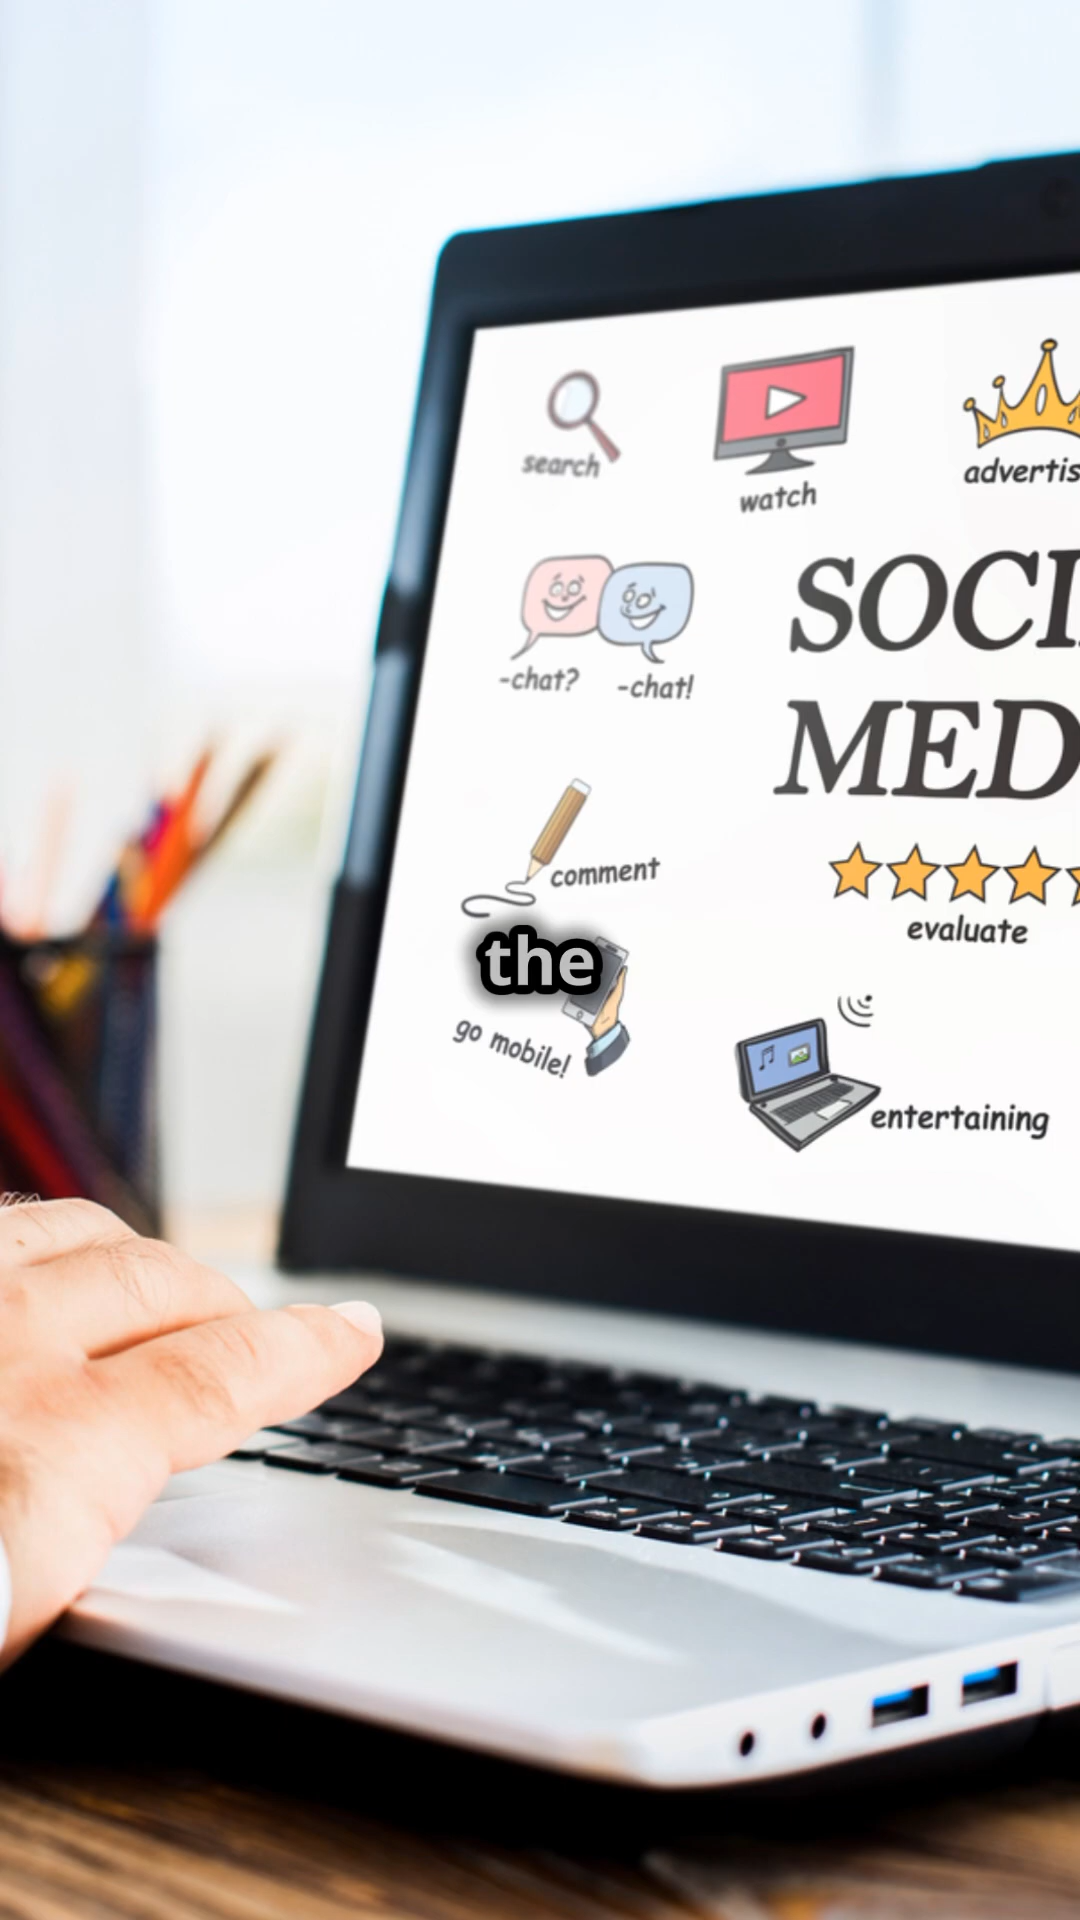 search
watch
advertis
SOCI
MED
-chat? -chat!
comment
evaluate
the
go mobile!
entertaining